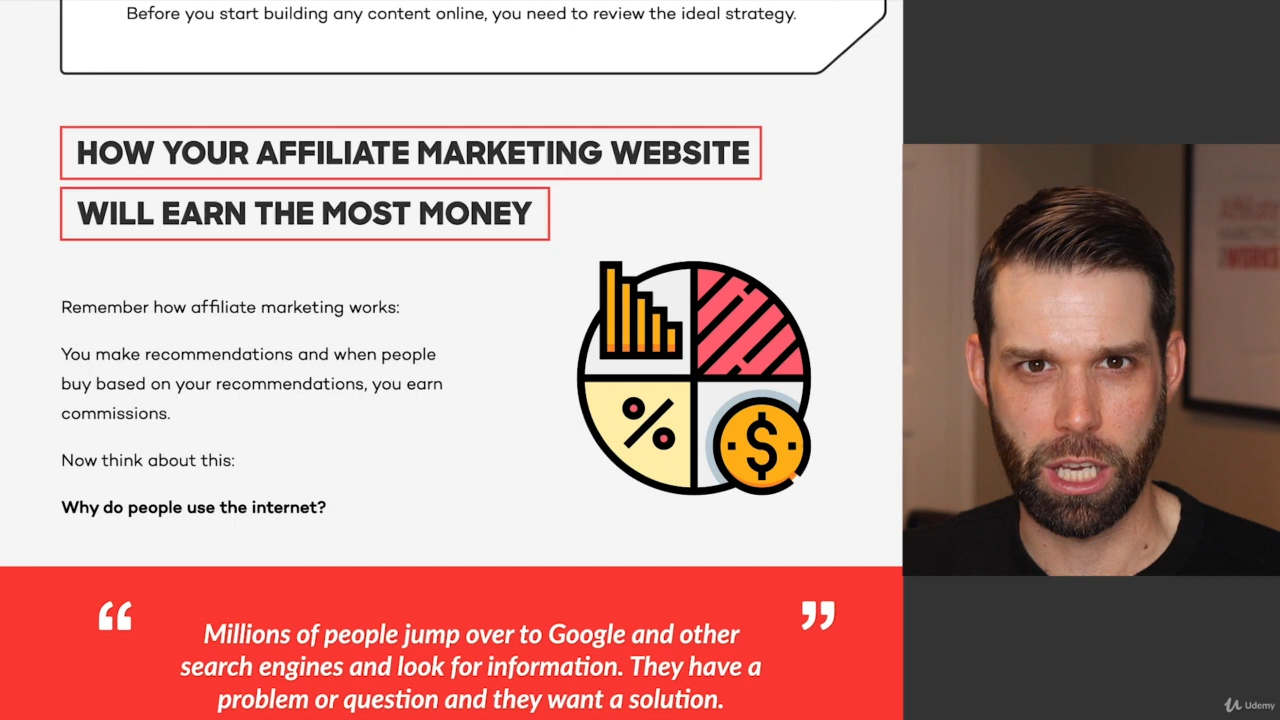 Before you start building any content online, you need to review the ideal strategy.
HOW YOUR AFFILIATE MARKETING WEBSITE
WILL EARN THE MOST MONEY
Remember how affiliate marketing works:
You make recommendations and when people
buy based on your recommendations, you earn
commissions.
Now think about this:
Why do people use the internet?
“ Millions of people jump over to Google and other ”
search engines and look for information. They have a
problem or question and they want a solution.
Affiliate
MARKETING
WORKS
Udemy